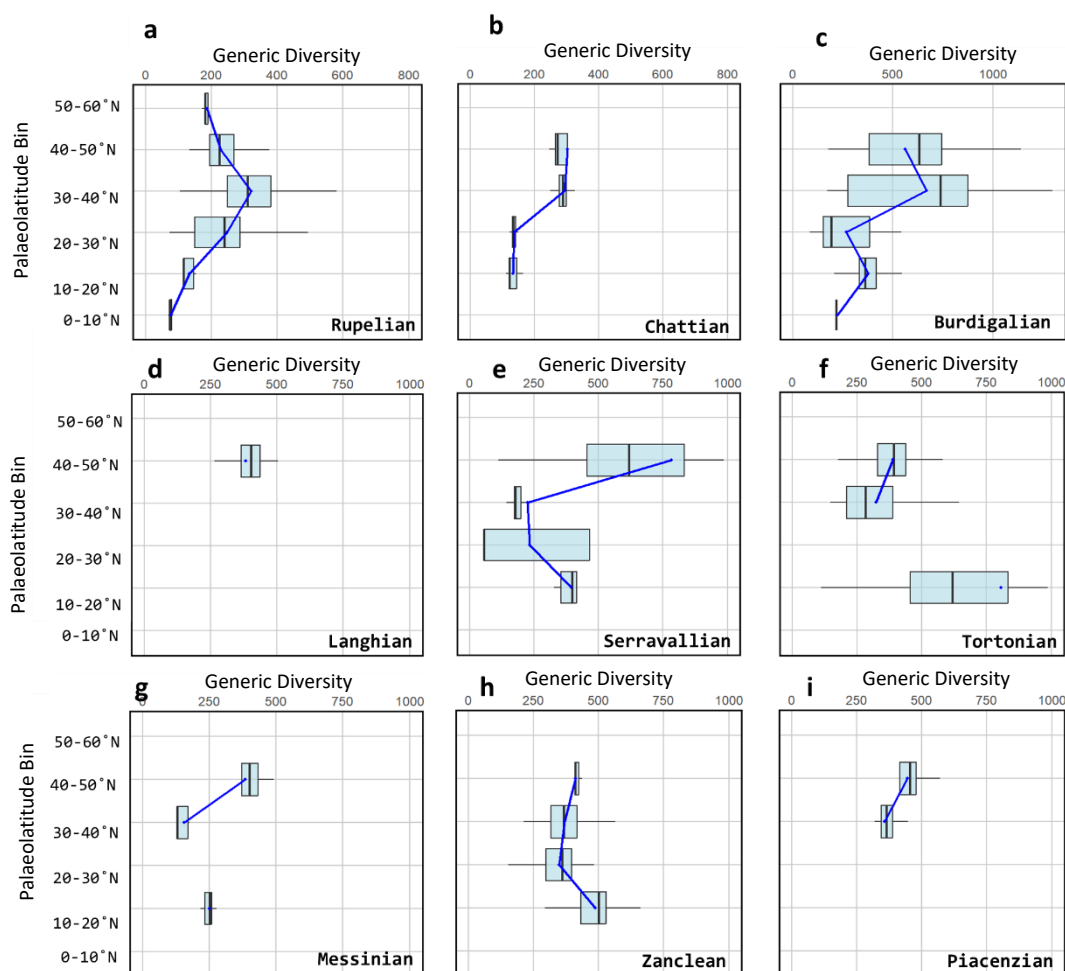 a
Generic Diversity
0 200 400 600 800
b
Generic Diversity
0 200 400 600 800
c
Generic Diversity
0 500 1000
Palaeolatitude Bin
50-60˚N
40-50˚N
30-40˚N
20-30˚N
10-20˚N
0-10˚N
Rupelian
Chattian
Burdigalian
d
Generic Diversity
0 250 500 750 1000
e
Generic Diversity
0 250 500 750 1000
f
Generic Diversity
0 250 500 750 1000
Palaeolatitude Bin
50-60˚N
40-50˚N
30-40˚N
20-30˚N
10-20˚N
0-10˚N
Langhian
Serravallian
Tortonian
g
Generic Diversity
0 250 500 750 1000
h
Generic Diversity
0 250 500 750 1000
i
Generic Diversity
0 250 500 750 1000
Palaeolatitude Bin
50-60˚N
40-50˚N
30-40˚N
20-30˚N
10-20˚N
0-10˚N
Messinian
Zanclean
Piacenzian